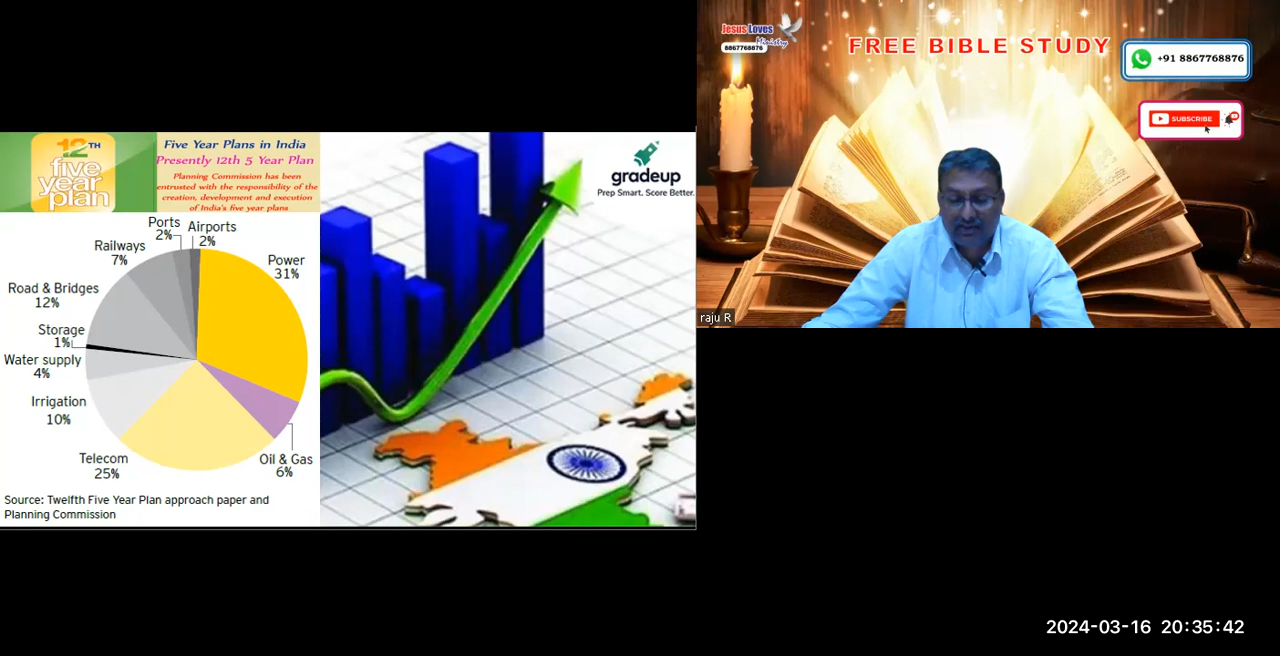 12TH
five
year
plan
Five Year Plans in India
Presently 12th 5 Year Plan
Planning Commission has been
entrusted with the responsibility of the
creation, development and execution
of India's five year plans
Ports
2%
Airports
2%
Railways
7%
Power
31%
Road & Bridges
12%
Storage
1%
Water supply
4%
Irrigation
10%
Telecom
25%
Oil & Gas
6%
Source: Twelfth Five Year Plan approach paper and
Planning Commission
gradeup
Prep Smart. Score Better.
Jesus Loves
Ministry
8867768876
FREE BIBLE STUDY
+91 8867768876
SUBSCRIBE
raju R
2024-03-16 20:35:42